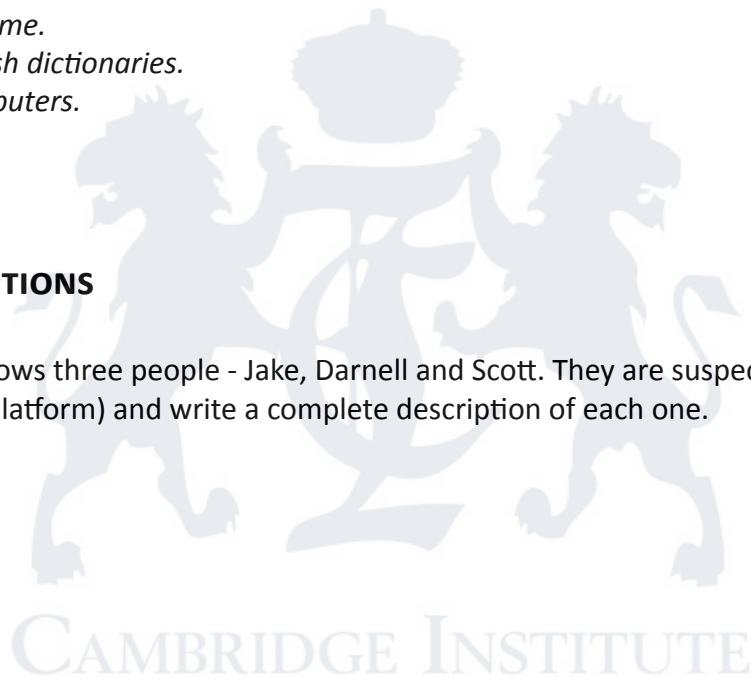 me.
sh dictionaries.
puters.
TIONS
ows three people - Jake, Darnell and Scott. They are suspec
latform) and write a complete description of each one.
CAMBRIDGE INSTITUTE